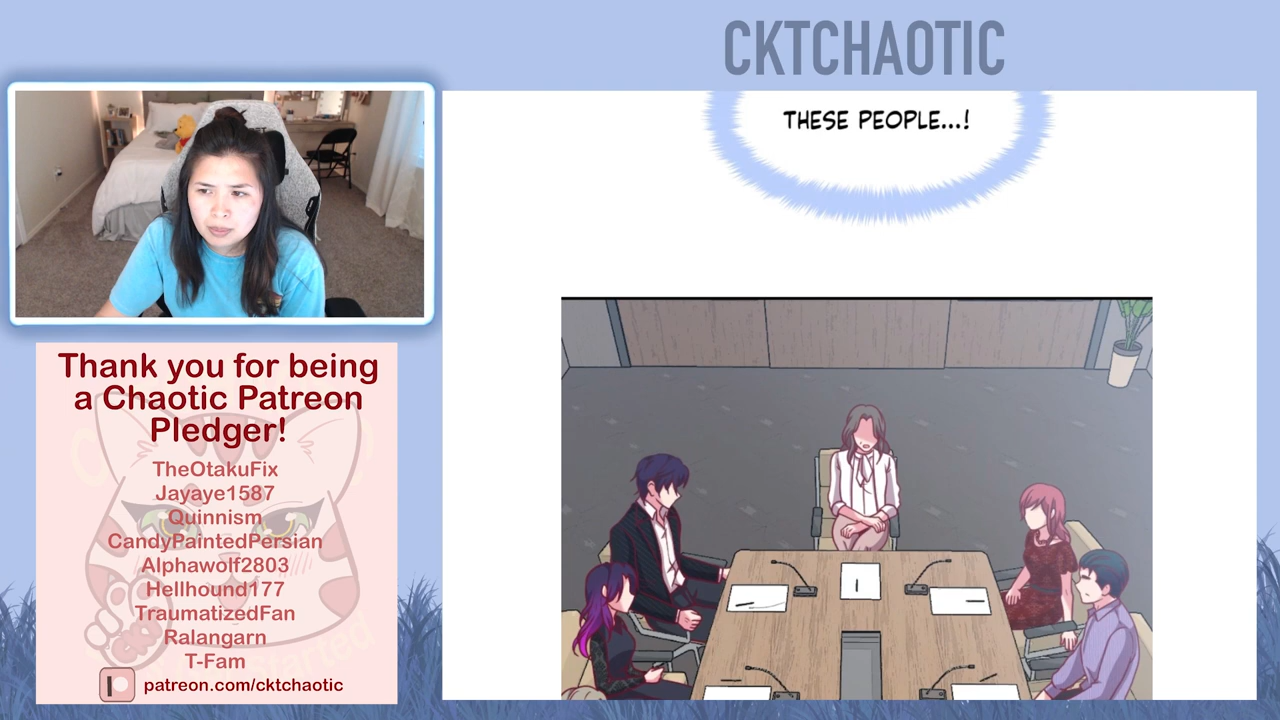 CKTCHAOTIC
THESE PEOPLE...!
Thank you for being
a Chaotic Patreon
Pledger!
TheOtakuFix
Jayaye1587
Quinnism
CandyPaintedPersian
Alphawolf2803
Hellhound177
TraumatizedFan
Ralangarn
T-Fam
patreon.com/cktchaotic